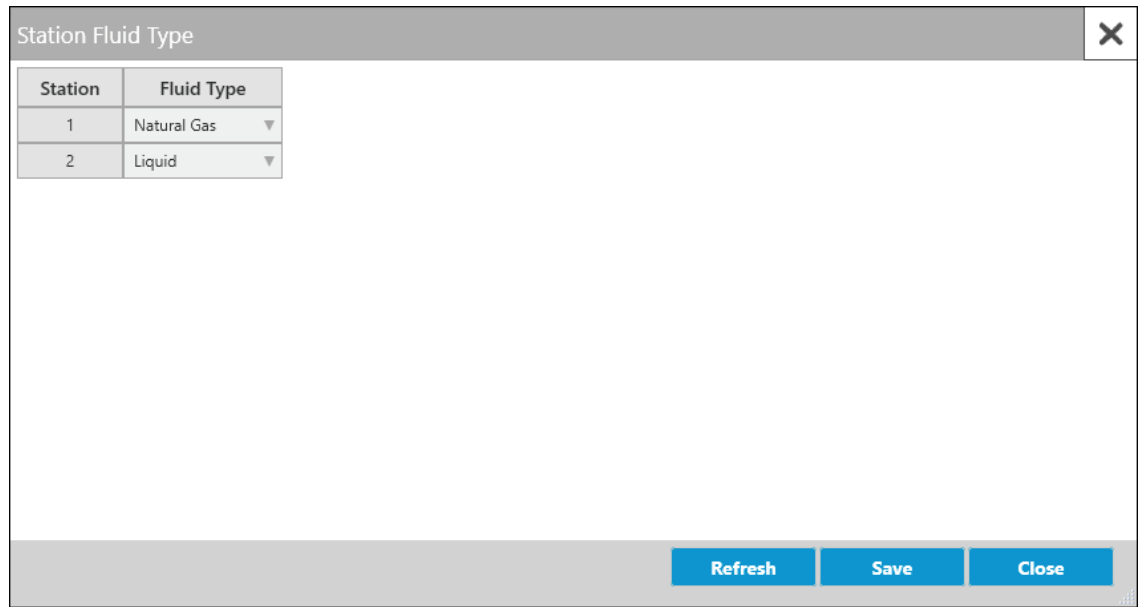 Station Fluid Type
Station Fluid Type
1 Natural Gas
2 Liquid
Refresh Save Close